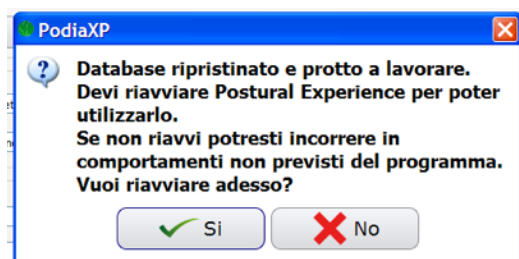 PodiaXP
Database ripristinato e protto a lavorare.
Devi riavviare Postural Experience per poter
utilizzarlo.
Se non riavvi potresti incorrere in
comportamenti non previsti del programma.
Vuoi riavviare adesso?
Si
No